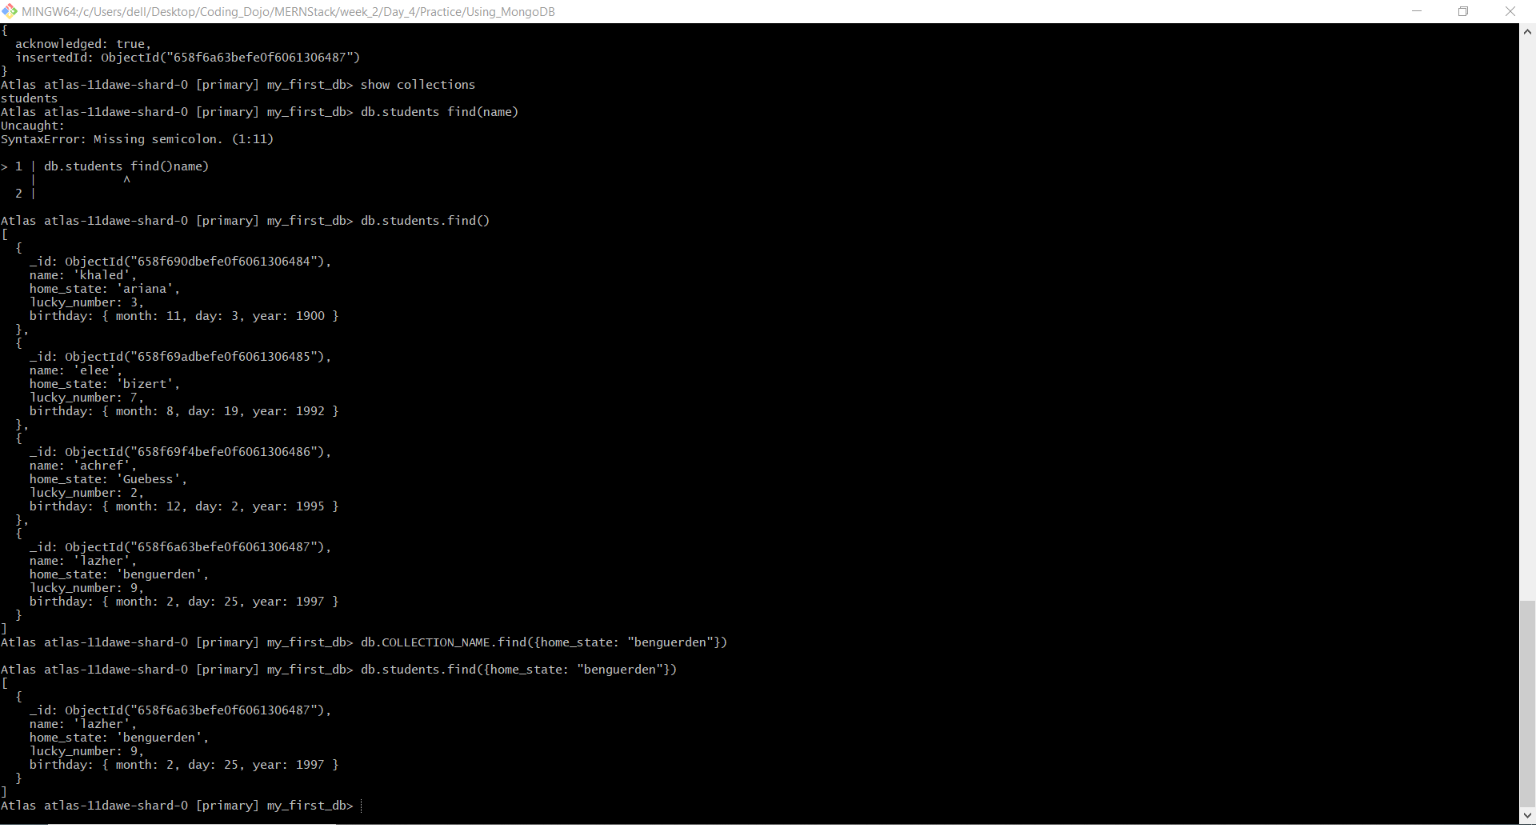 MINGW64:/c/Users/dell/Desktop/Coding_Dojo/MERNStack/week_2/Day_4/Practice/Using_MongoDB
{
  acknowledged: true,
  insertedId: ObjectId("658f6a63befe0f6061306487")
}
Atlas atlas-11dawe-shard-0 [primary] my_first_db> show collections
students
Atlas atlas-11dawe-shard-0 [primary] my_first_db> db.students find(name)
Uncaught:
SyntaxError: Missing semicolon. (1:11)

> 1 | db.students find()name)
    |            ^
  2 |

Atlas atlas-11dawe-shard-0 [primary] my_first_db> db.students.find()
[
  {
    _id: ObjectId("658f690dbefe0f6061306484"),
    name: 'khaled',
    home_state: 'ariana',
    lucky_number: 3,
    birthday: { month: 11, day: 3, year: 1900 }
  },
  {
    _id: ObjectId("658f69adbefe0f6061306485"),
    name: 'elee',
    home_state: 'bizert',
    lucky_number: 7,
    birthday: { month: 8, day: 19, year: 1992 }
  },
  {
    _id: ObjectId("658f69f4befe0f6061306486"),
    name: 'achref',
    home_state: 'Guebess',
    lucky_number: 2,
    birthday: { month: 12, day: 2, year: 1995 }
  },
  {
    _id: ObjectId("658f6a63befe0f6061306487"),
    name: 'lazher',
    home_state: 'benguerden',
    lucky_number: 9,
    birthday: { month: 2, day: 25, year: 1997 }
  }
]
Atlas atlas-11dawe-shard-0 [primary] my_first_db> db.COLLECTION_NAME.find({home_state: "benguerden"})

Atlas atlas-11dawe-shard-0 [primary] my_first_db> db.students.find({home_state: "benguerden"})
[
  {
    _id: ObjectId("658f6a63befe0f6061306487"),
    name: 'lazher',
    home_state: 'benguerden',
    lucky_number: 9,
    birthday: { month: 2, day: 25, year: 1997 }
  }
]
Atlas atlas-11dawe-shard-0 [primary] my_first_db>